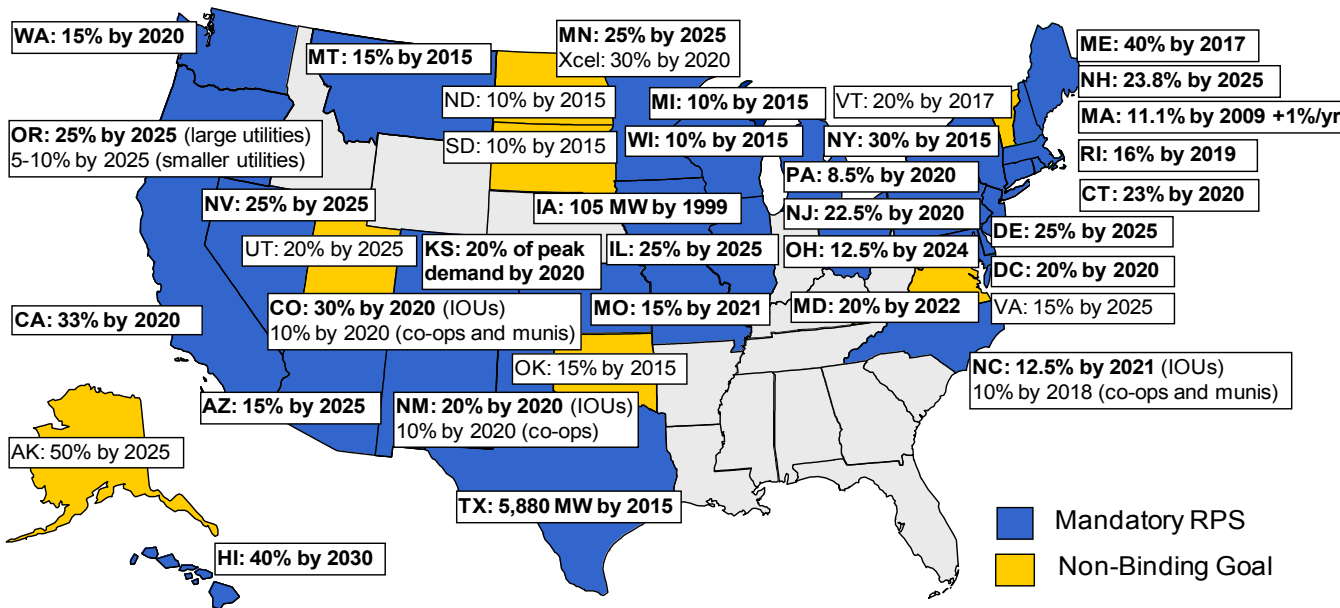 WA: 15% by 2020
MT: 15% by 2015
MN: 25% by 2025
Xcel: 30% by 2020
ME: 40% by 2017
NH: 23.8% by 2025
ND: 10% by 2015
MI: 10% by 2015
VT: 20% by 2017
MA: 11.1% by 2009 +1%/yr
OR: 25% by 2025 (large utilities)
5-10% by 2025 (smaller utilities)
SD: 10% by 2015
WI: 10% by 2015
NY: 30% by 2015
RI: 16% by 2019
PA: 8.5% by 2020
CT: 23% by 2020
NV: 25% by 2025
IA: 105 MW by 1999
NJ: 22.5% by 2020
DE: 25% by 2025
UT: 20% by 2025
KS: 20% of peak
demand by 2020
IL: 25% by 2025
OH: 12.5% by 2024
DC: 20% by 2020
CA: 33% by 2020
CO: 30% by 2020 (IOUs)
10% by 2020 (co-ops and munis)
MO: 15% by 2021
MD: 20% by 2022
VA: 15% by 2025
OK: 15% by 2015
NC: 12.5% by 2021 (IOUs)
10% by 2018 (co-ops and munis)
AZ: 15% by 2025
NM: 20% by 2020 (IOUs)
10% by 2020 (co-ops)
AK: 50% by 2025
TX: 5,880 MW by 2015
Mandatory RPS
HI: 40% by 2030
Non-Binding Goal